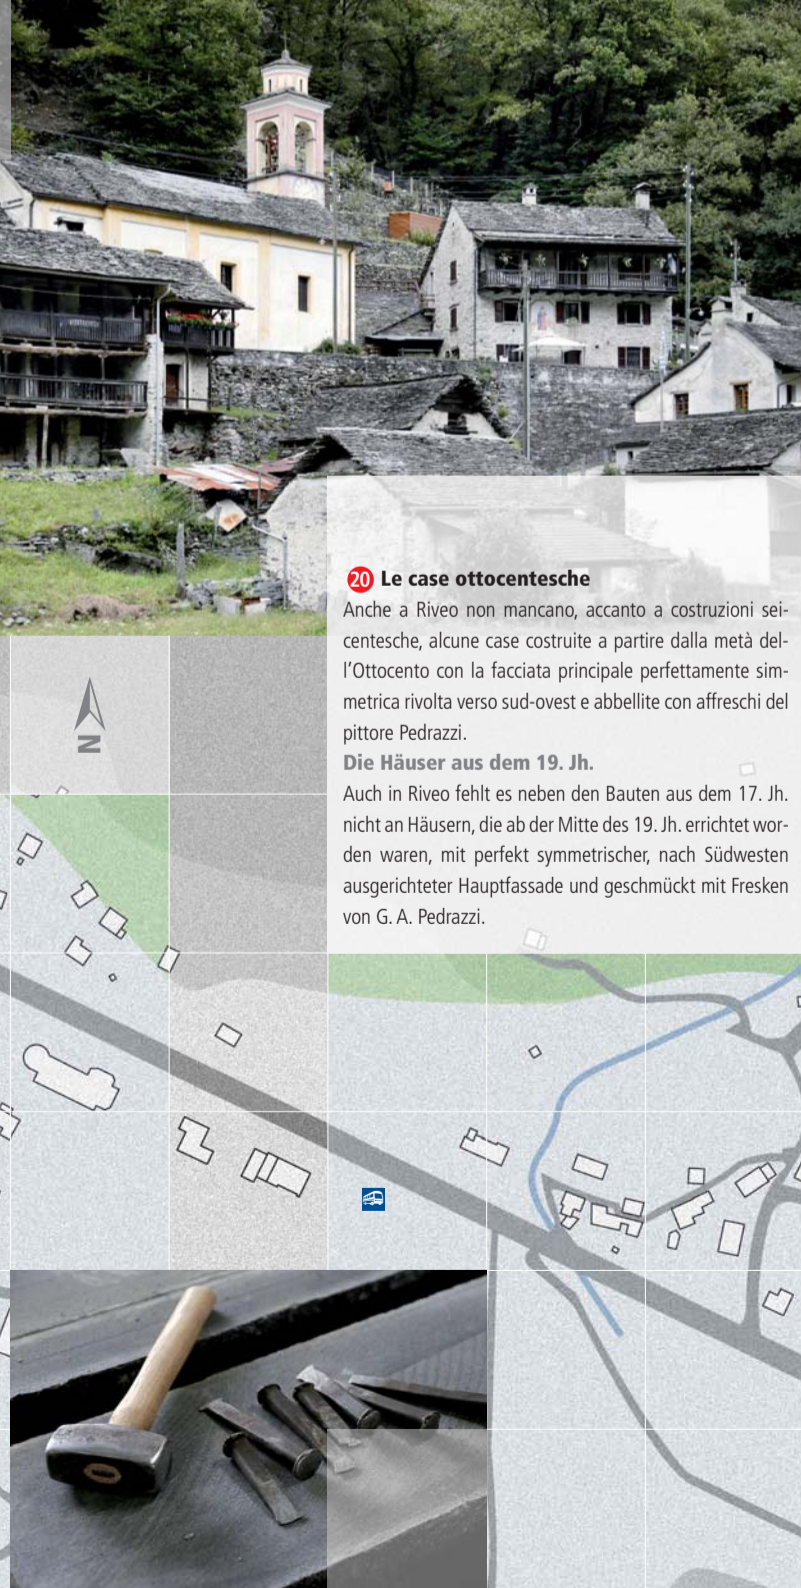 20 Le case ottocentesche
Anche a Riveo non mancano, accanto a costruzioni sei-
centesche, alcune case costruite a partire dalla metà del-
l'Ottocento con la facciata principale perfettamente sim-
metrica rivolta verso sud-ovest e abbellite con affreschi del
pittore Pedrazzi.
Die Häuser aus dem 19. Jh.
Auch in Riveo fehlt es neben den Bauten aus dem 17. Jh.
nicht an Häusern, die ab der Mitte des 19. Jh. errichtet wor-
den waren, mit perfekt symmetrischer, nach Südwesten
ausgerichteter Hauptfassade und geschmückt mit Fresken
von G. A. Pedrazzi.
N